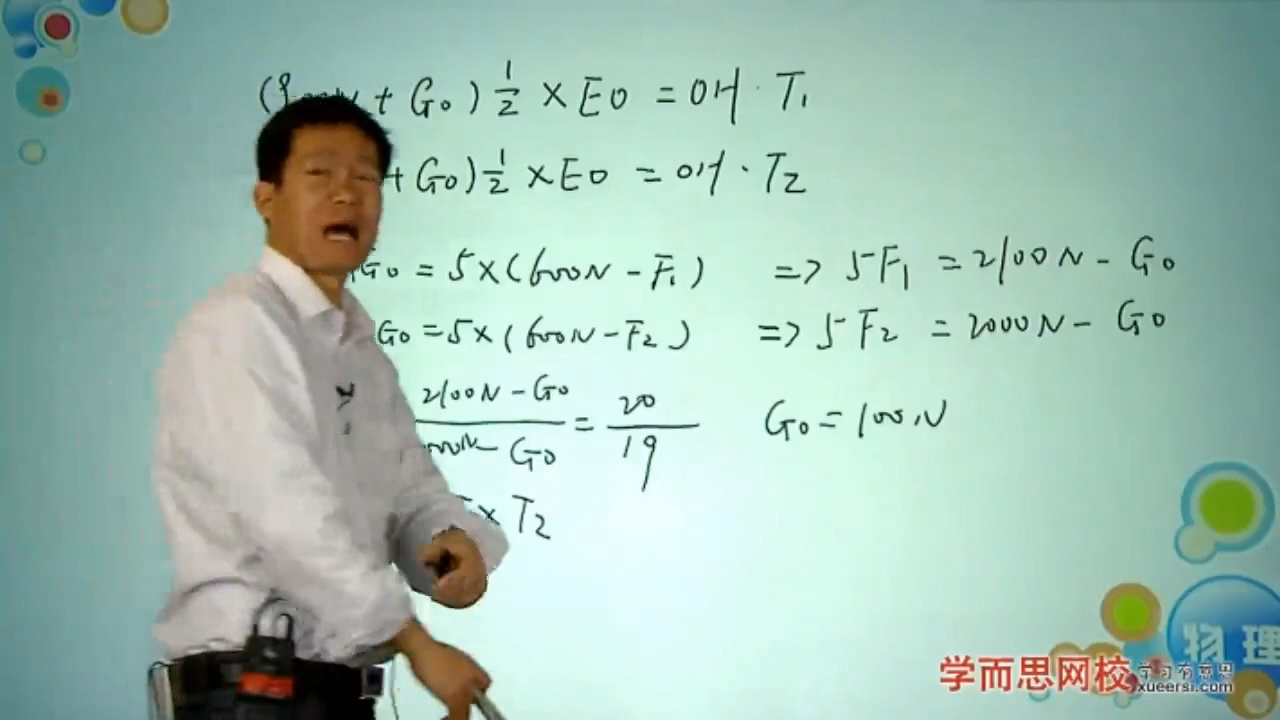 + G₀) 1/2 × EO = OH · T₁
+ G₀) 1/2 × EO = OH · T₂
G₀ = 5×(600N − F₁) => 5F₁ = 2100N − G₀
G₀ = 5×(600N − F₂) => 5F₂ = 2000N − G₀
2100N − G₀ / − G₀ = 20/19 G₀ = 100N
× T₂
物理
学而思网校
xueersi.com